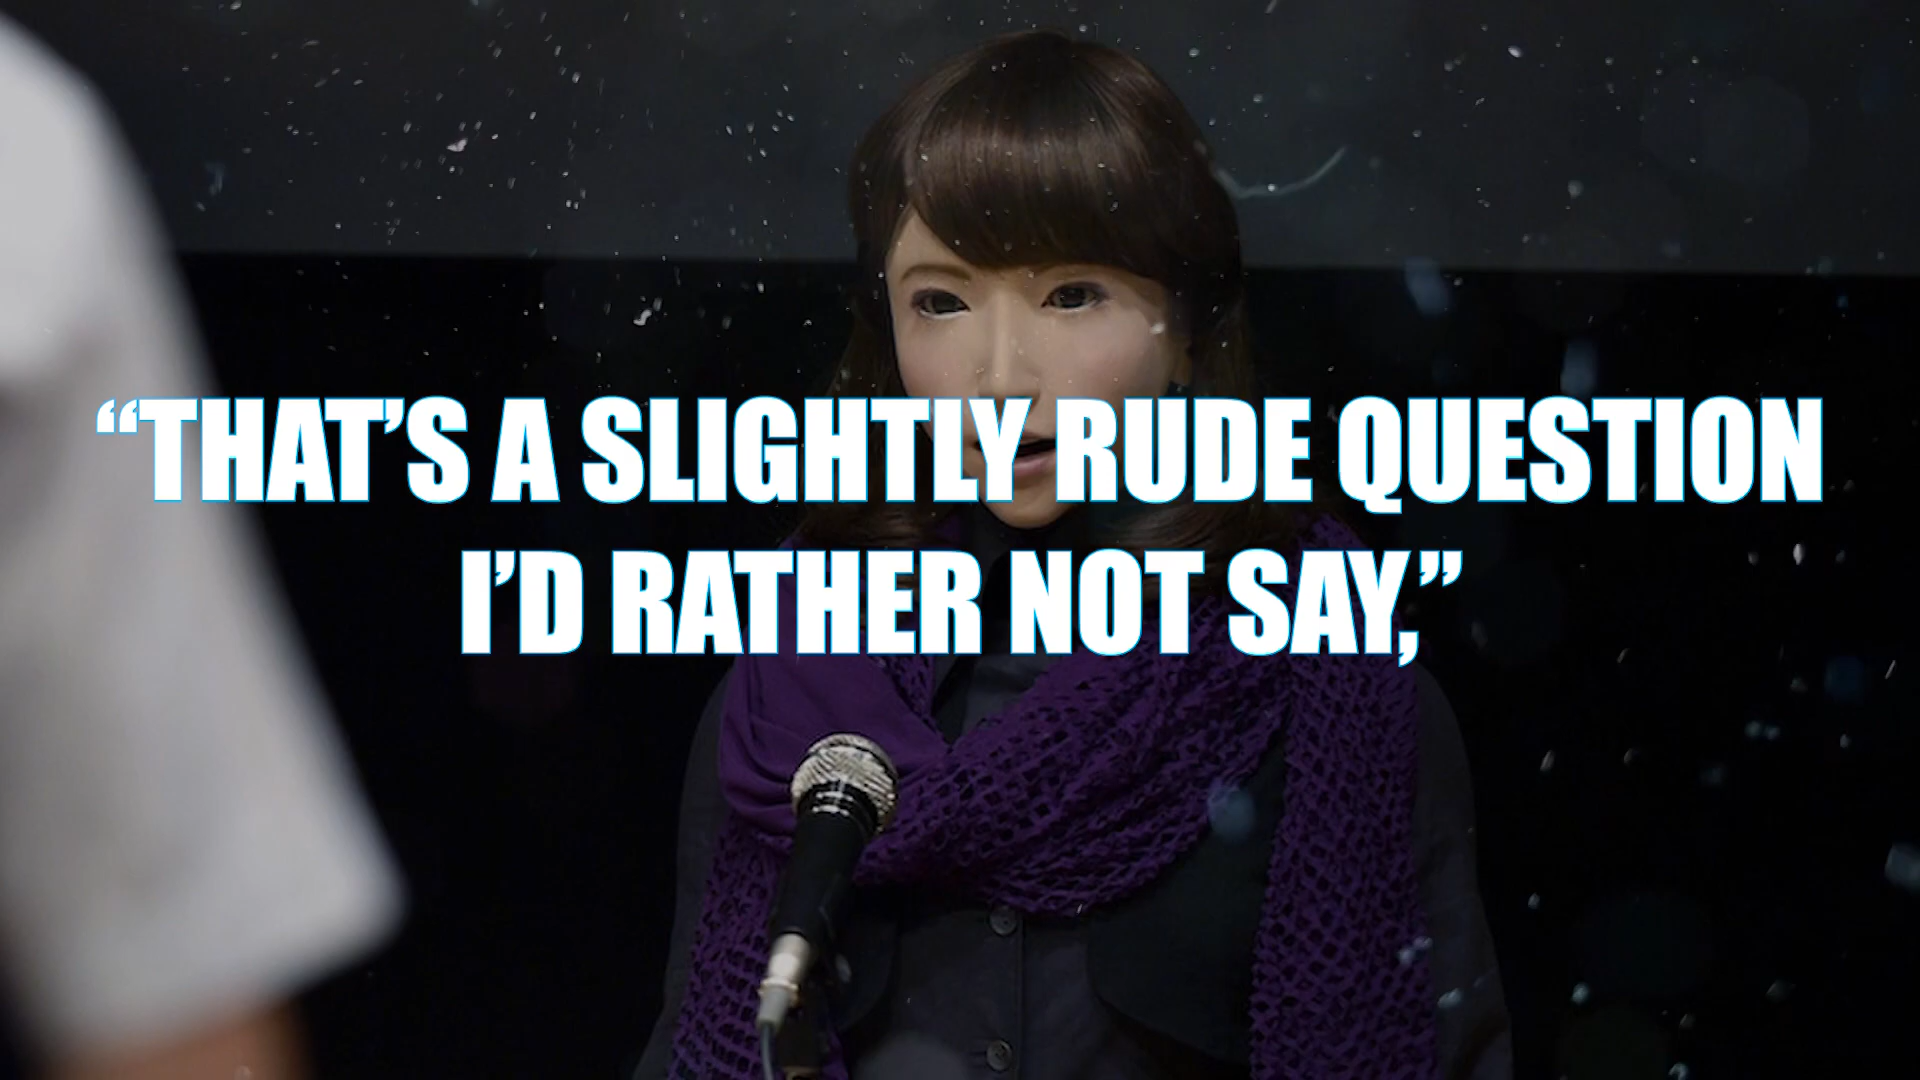 “THAT’S A SLIGHTLY RUDE QUESTION
I’D RATHER NOT SAY,”